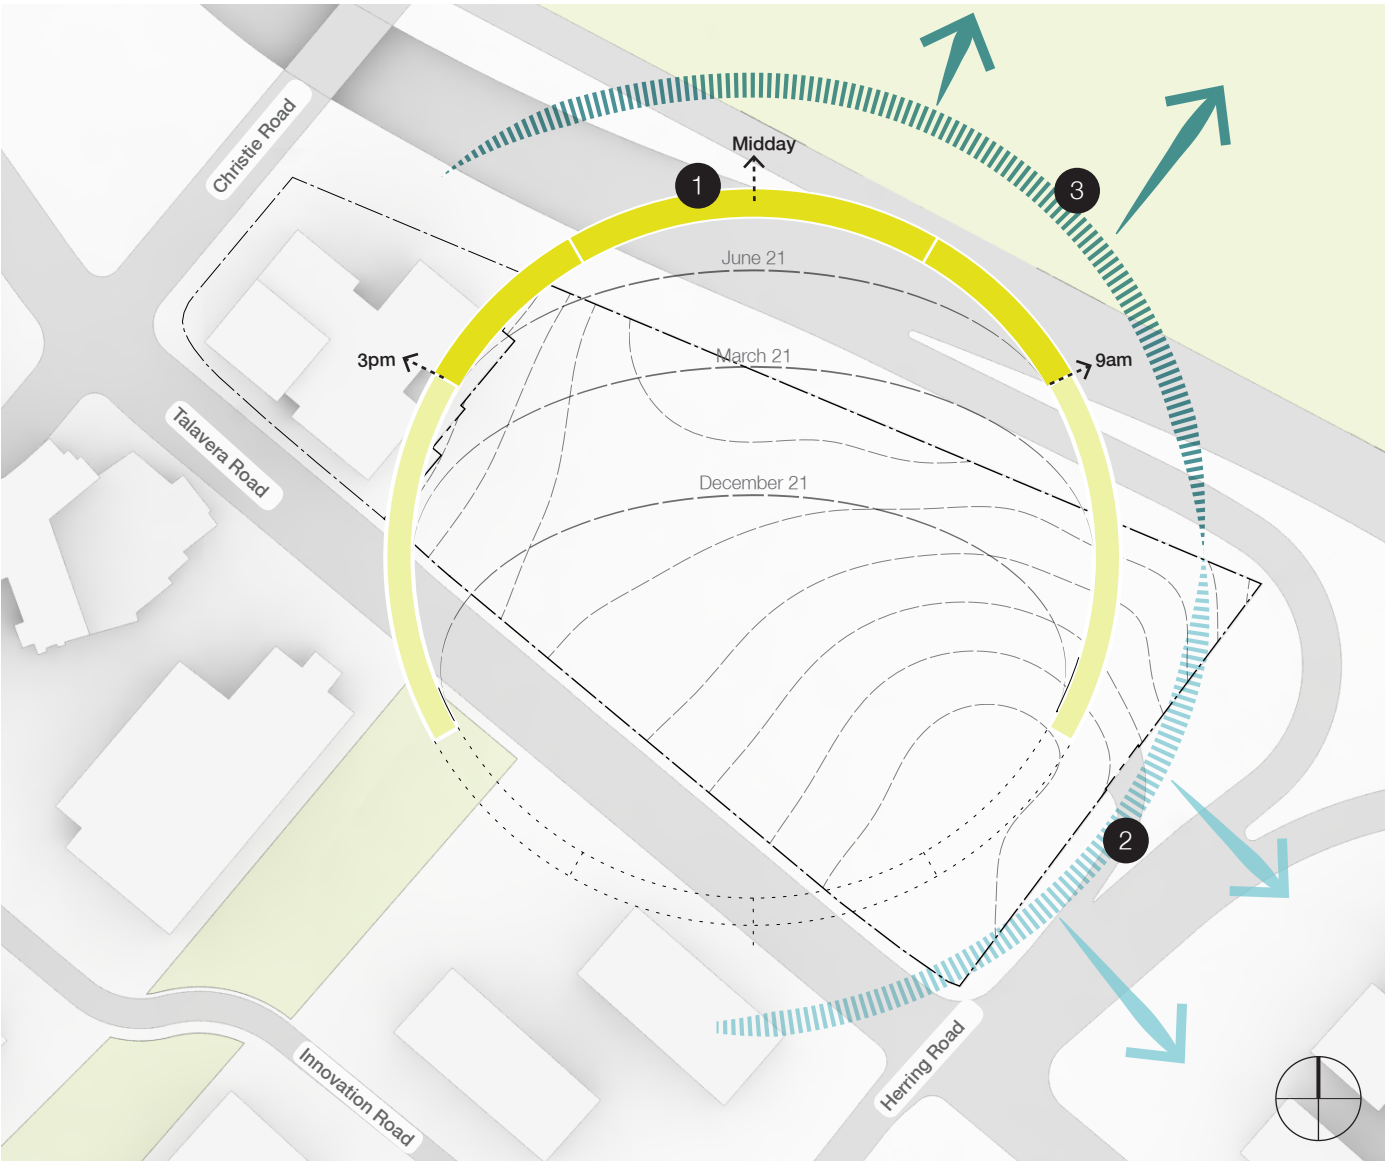 Christie Road
Midday
1
3
June 21
3pm
March 21
9am
Talavera Road
December 21
2
Herring Road
Innovation Road